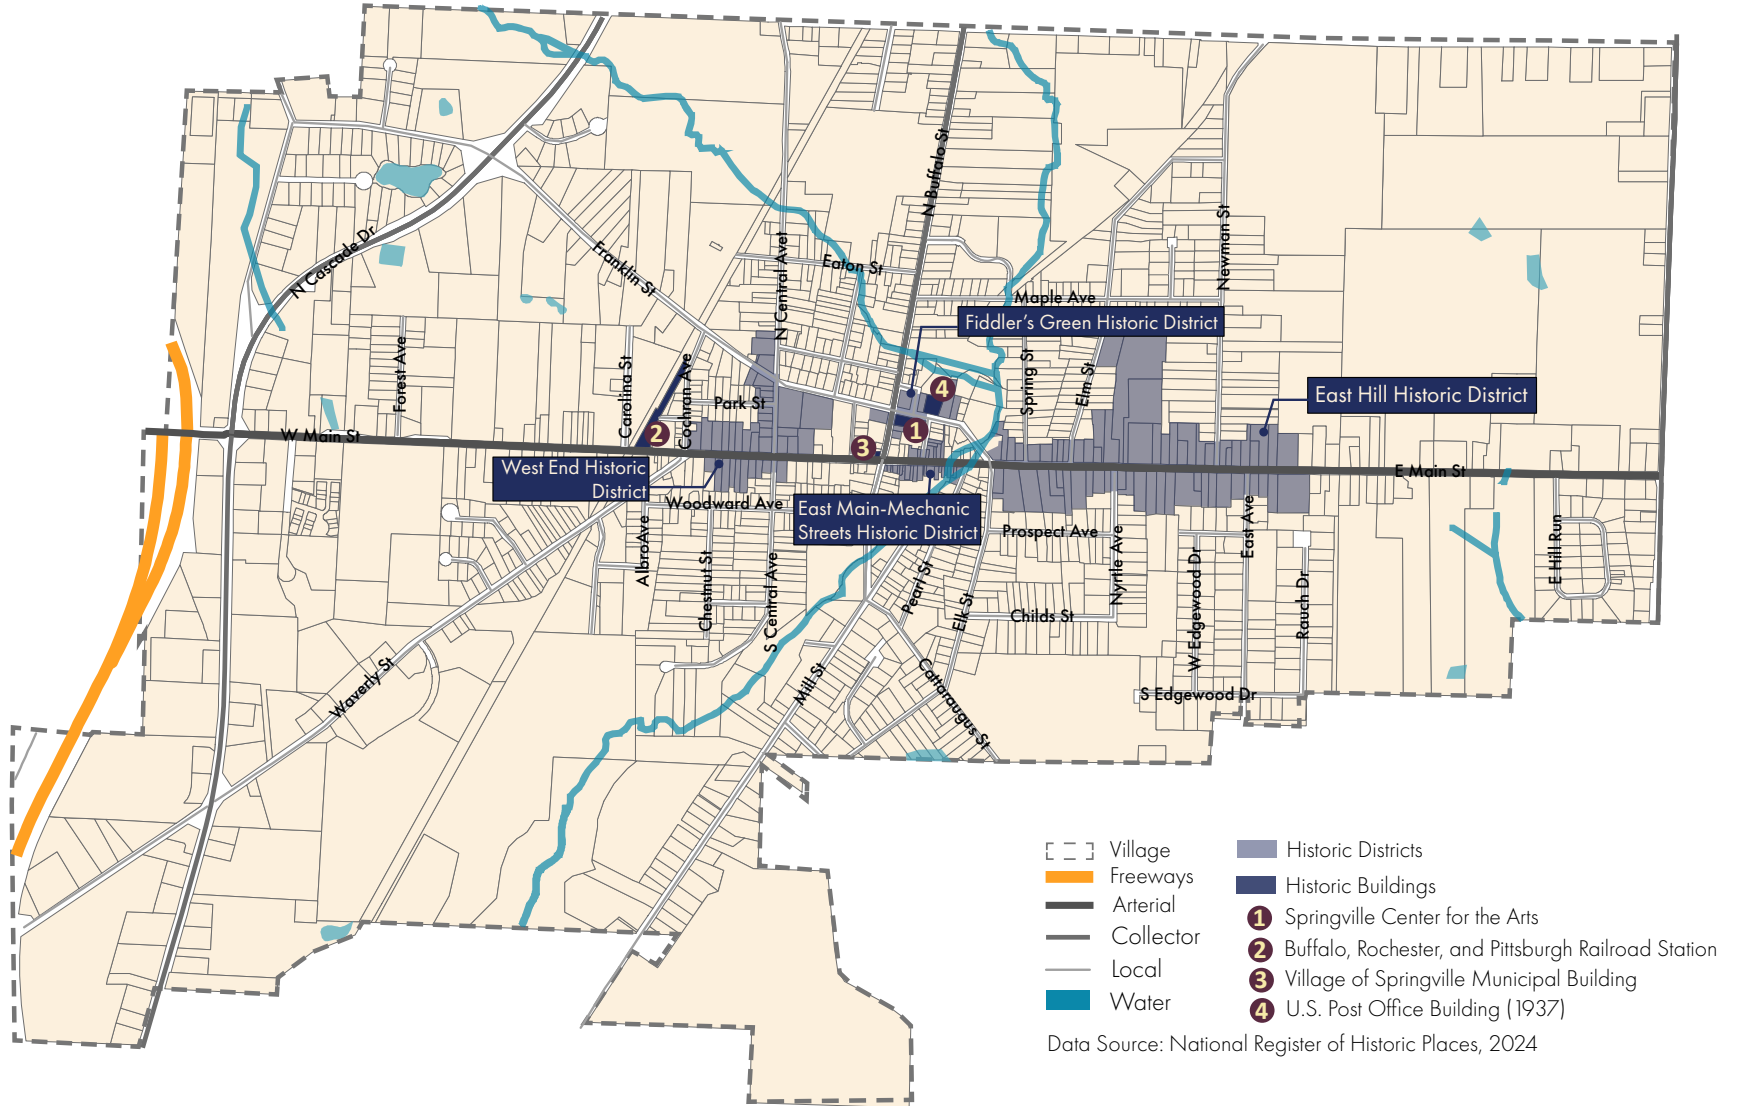 N Buffalo St
N Cascade Dr
Franklin St
N Central Avet
Eaton St
Newman St
Maple Ave
Fiddler's Green Historic District
Forest Ave
Carolina St
Cochran Ave
Park St
Spring St
Elm St
East Hill Historic District
4
1
2
3
W Main St
E Main St
West End Historic
District
Woodward Ave
East Main-Mechanic
Streets Historic District
Prospect Ave
AlbroAve
Chestnut St
S Central Ave
Pearl St
Elk St
Childs St
Nyrtle Ave
W Edgewood Dr
East Ave
Rauch Dr
E Hill Run
Waverly St
Mill St
Cattaraugus St
S Edgewood Dr
Village
Freeways
Arterial
Collector
Local
Water
Historic Districts
Historic Buildings
1 Springville Center for the Arts
2 Buffalo, Rochester, and Pittsburgh Railroad Station
3 Village of Springville Municipal Building
4 U.S. Post Office Building (1937)
Data Source: National Register of Historic Places, 2024